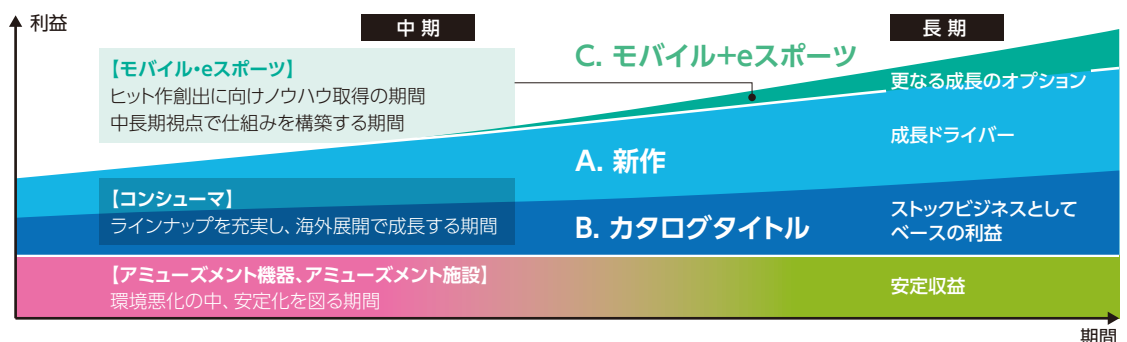 利益
中期
長期
【モバイル・eスポーツ】
ヒット作創出に向けノウハウ取得の期間
中長期視点で仕組みを構築する期間
C. モバイル+eスポーツ
更なる成長のオプション
A. 新作
成長ドライバー
【コンシューマ】
ラインナップを充実し、海外展開で成長する期間
B. カタログタイトル
ストックビジネスとして
ベースの利益
【アミューズメント機器、アミューズメント施設】
環境悪化の中、安定化を図る期間
安定収益
期間